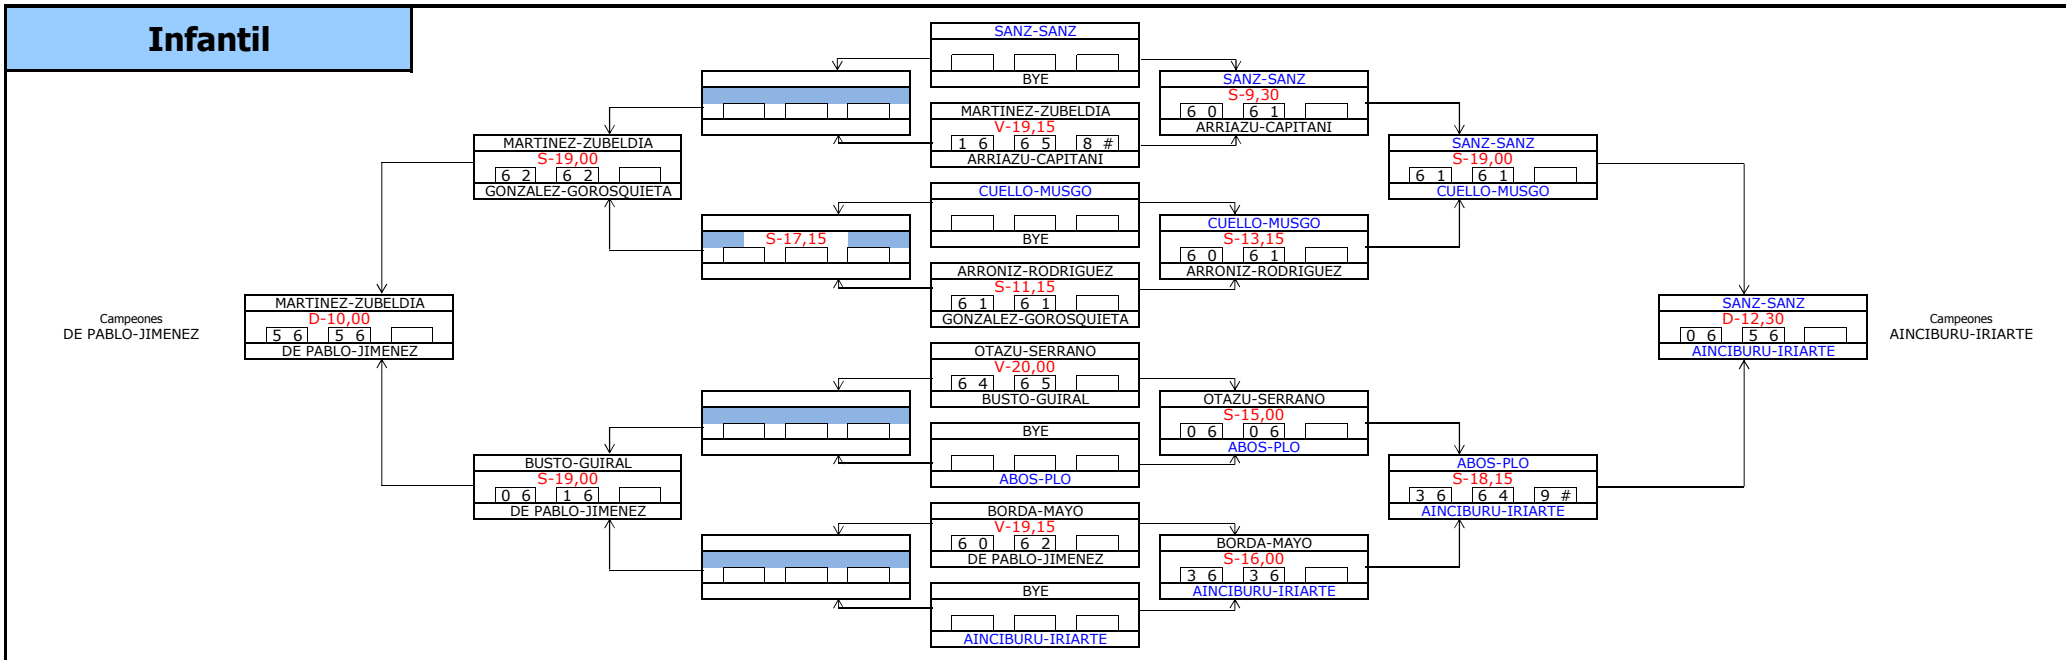 Infantil
SANZ-SANZ
BYE
MARTINEZ-ZUBELDIA
V-19,15
1 6 6 5 8 #
ARRIAZU-CAPITANI
CUELLO-MUSGO
BYE
ARRONIZ-RODRIGUEZ
S-11,15
6 1 6 1
GONZALEZ-GOROSQUIETA
OTAZU-SERRANO
V-20,00
6 4 6 5
BUSTO-GUIRAL
BYE
ABOS-PLO
BORDA-MAYO
V-19,15
6 0 6 2
DE PABLO-JIMENEZ
BYE
AINCIBURU-IRIARTE
S-17,15
MARTINEZ-ZUBELDIA
S-19,00
6 2 6 2
GONZALEZ-GOROSQUIETA
BUSTO-GUIRAL
S-19,00
0 6 1 6
DE PABLO-JIMENEZ
MARTINEZ-ZUBELDIA
D-10,00
5 6 5 6
DE PABLO-JIMENEZ
Campeones
DE PABLO-JIMENEZ
SANZ-SANZ
S-9,30
6 0 6 1
ARRIAZU-CAPITANI
CUELLO-MUSGO
S-13,15
6 0 6 1
ARRONIZ-RODRIGUEZ
OTAZU-SERRANO
S-15,00
0 6 0 6
ABOS-PLO
BORDA-MAYO
S-16,00
3 6 3 6
AINCIBURU-IRIARTE
SANZ-SANZ
S-19,00
6 1 6 1
CUELLO-MUSGO
ABOS-PLO
S-18,15
3 6 6 4 9 #
AINCIBURU-IRIARTE
SANZ-SANZ
D-12,30
0 6 5 6
AINCIBURU-IRIARTE
Campeones
AINCIBURU-IRIARTE